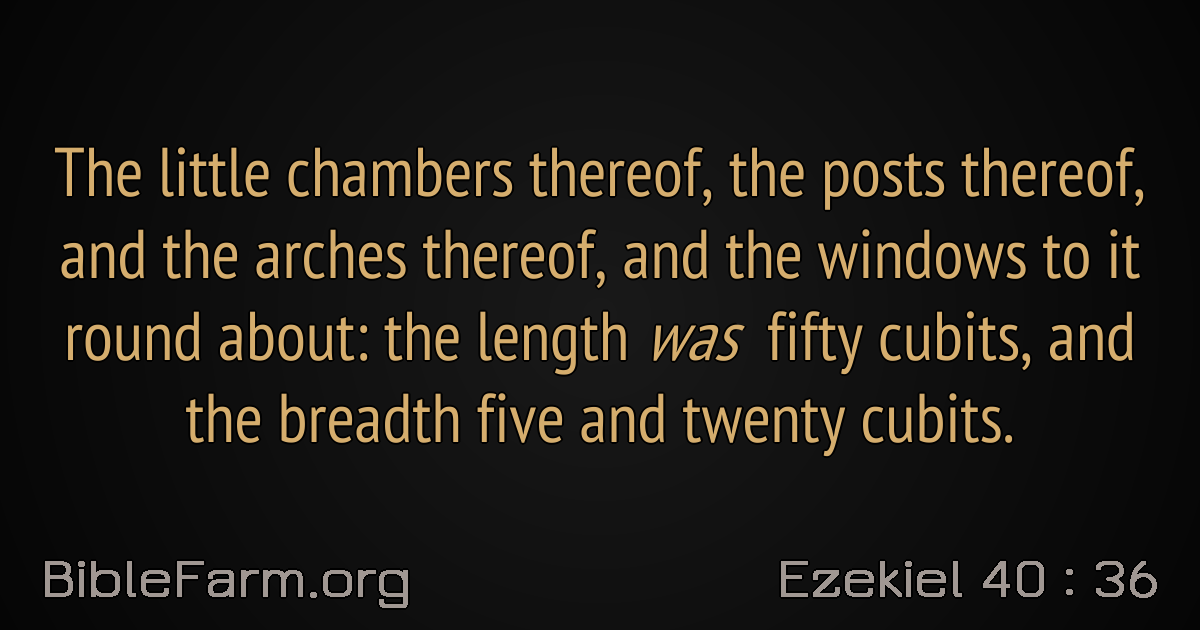 The little chambers thereof, the posts thereof,
and the arches thereof, and the windows to it
round about: the length was fifty cubits, and
the breadth five and twenty cubits.
BibleFarm.org
Ezekiel 40 : 36